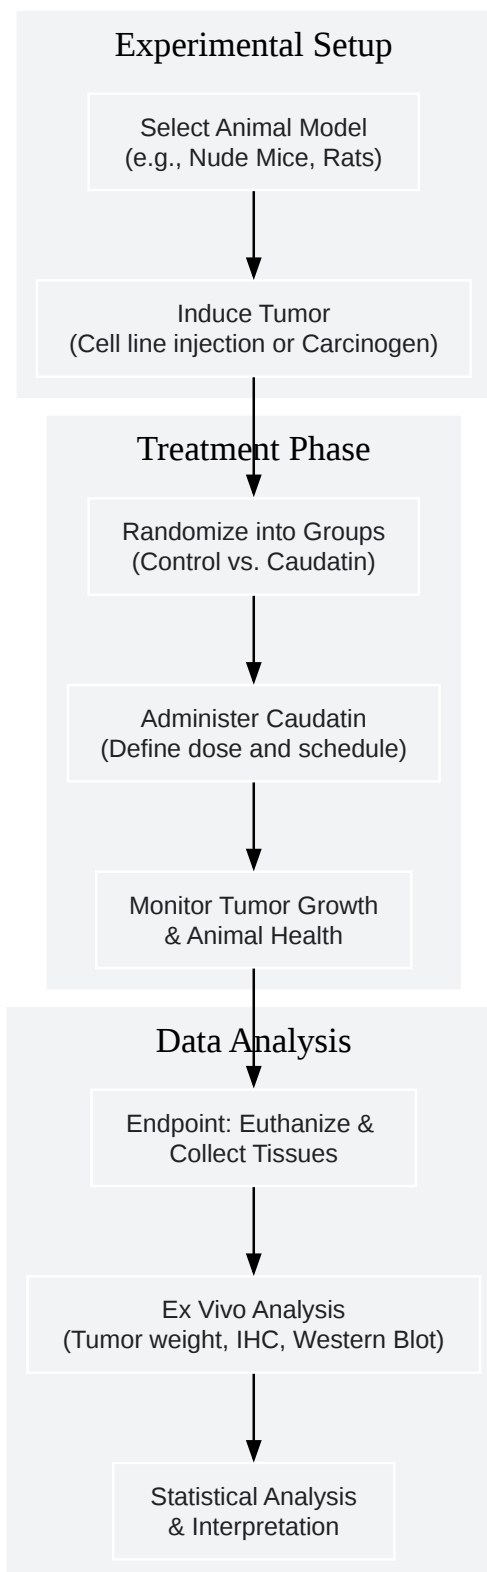 Experimental Setup
Select Animal Model
(e.g., Nude Mice, Rats)
Induce Tumor
(Cell line injection or Carcinogen)
Treatment Phase
Randomize into Groups
(Control vs. Caudatin)
Administer Caudatin
(Define dose and schedule)
Monitor Tumor Growth
& Animal Health
Data Analysis
Endpoint: Euthanize &
Collect Tissues
Ex Vivo Analysis
(Tumor weight, IHC, Western Blot)
Statistical Analysis
& Interpretation